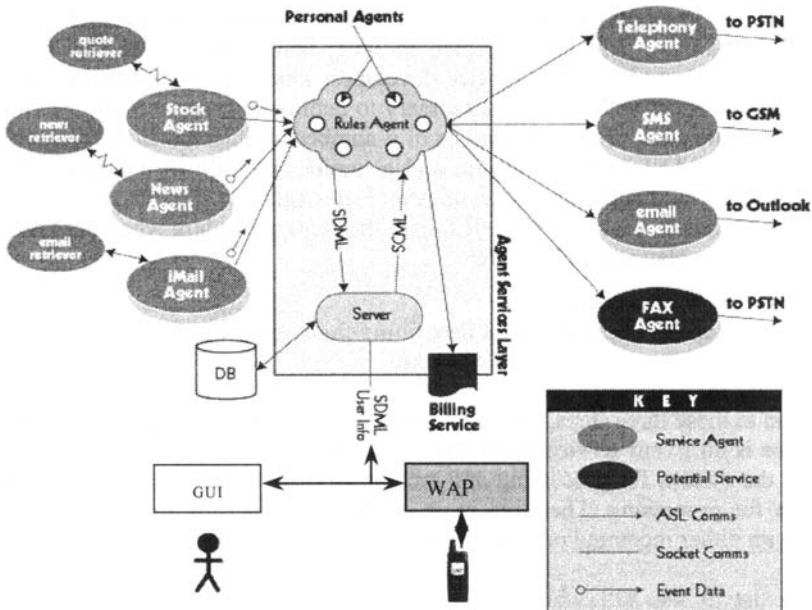 Personal Agents
quote
retriever
Stock
Agent
news
retriever
News
Agent
email
retriever
iMail
Agent
Rules Agent
SDML
SCML
Server
DB
Agent Services Layer
Billing
Service
SDML
User Info
GUI
WAP
Telephony
Agent
to PSTN
SMS
Agent
to GSM
email
Agent
to Outlook
FAX
Agent
to PSTN
KEY
Service Agent
Potential Service
ASL Comms
Socket Comms
Event Data